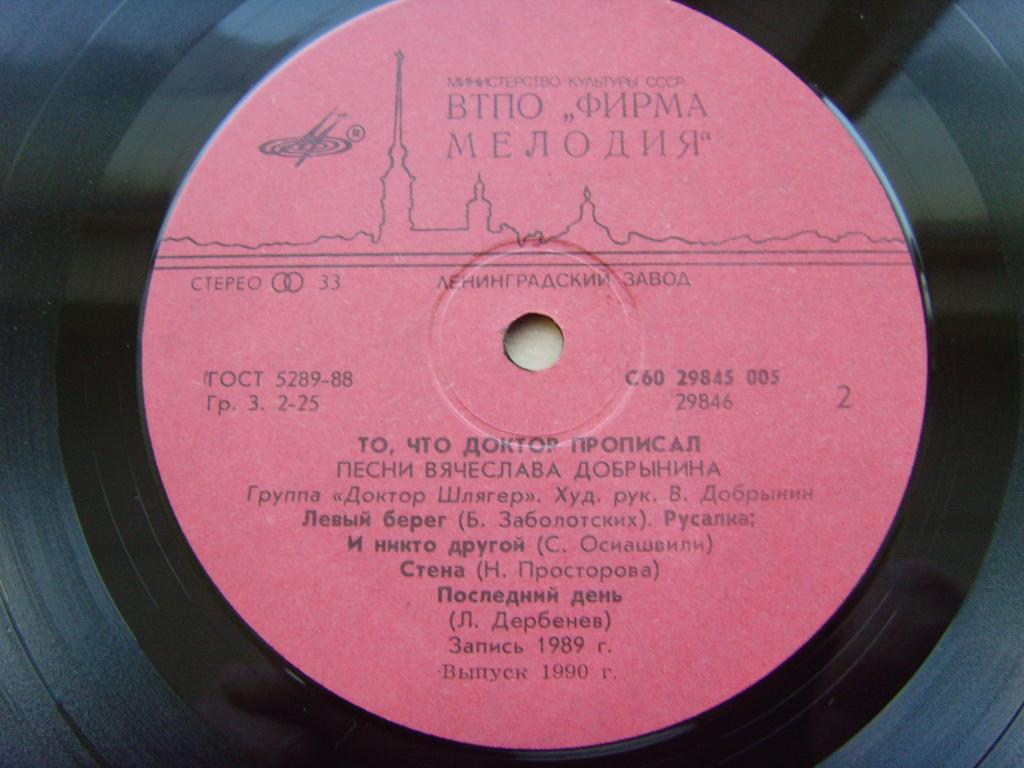 МИНИСТЕРСТВО КУЛЬТУРЫ СССР
ВТПО „ФИРМА
МЕЛОДИЯ“
®
СТЕРЕО 33 ЛЕНИНГРАДСКИЙ ЗАВОД
ГОСТ 5289-88 С60 29845 005
Гр. 3. 2-25 29846 2
ТО, ЧТО ДОКТОР ПРОПИСАЛ
ПЕСНИ ВЯЧЕСЛАВА ДОБРЫНИНА
Группа «Доктор Шлягер». Худ. рук. В. Добрынин
Левый берег (Б. Заболотских). Русалка;
И никто другой (С. Осиашвили)
Стена (Н. Просторова)
Последний день
(Л. Дербенев)
Запись 1989 г.
Выпуск 1990 г.